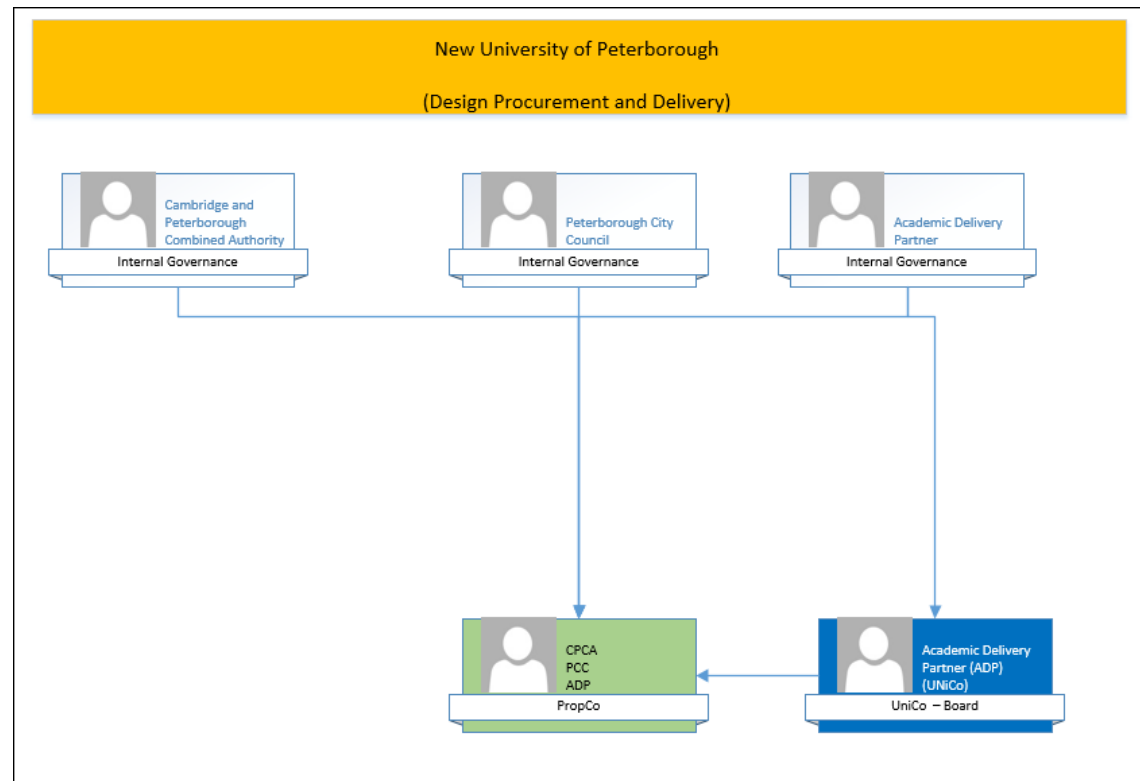 New University of Peterborough
(Design Procurement and Delivery)
Cambridge and
Peterborough
Combined Authority
Internal Governance
Peterborough City
Council
Internal Governance
Academic Delivery
Partner
Internal Governance
CPCA
PCC
ADP
PropCo
Academic Delivery
Partner (ADP)
(UNiCo)
UniCo – Board